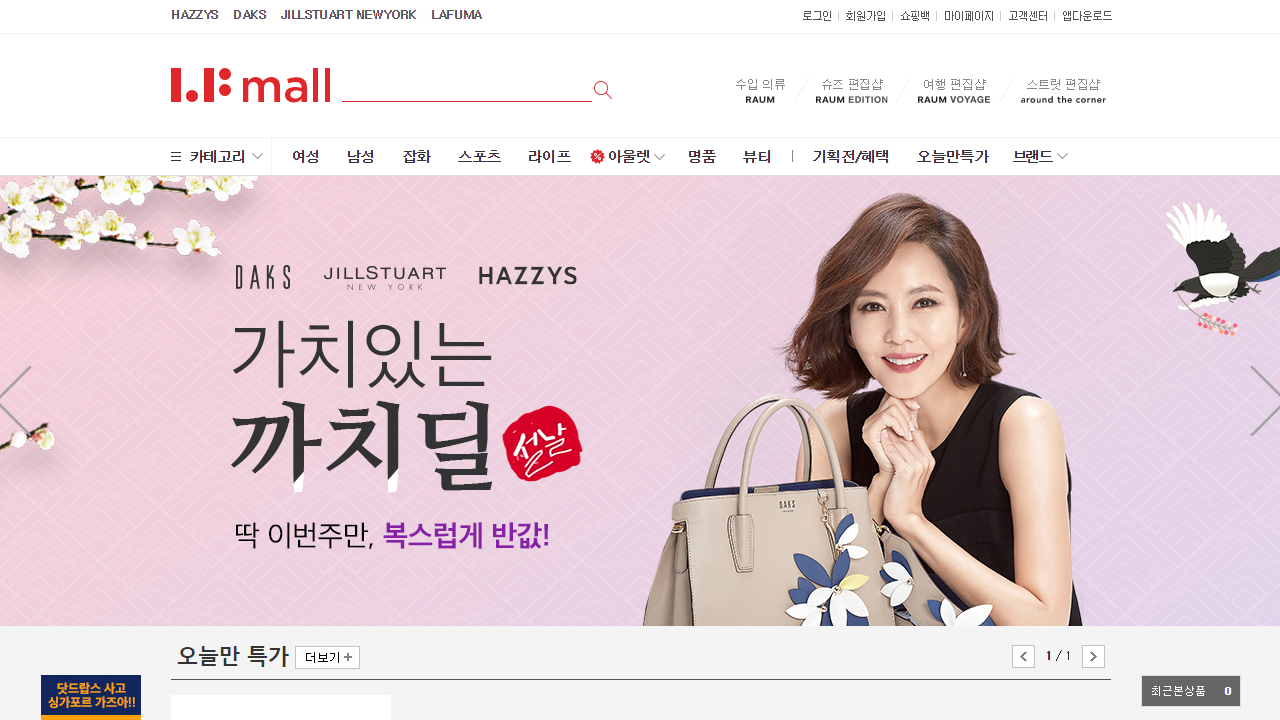 HAZZYS DAKS JILLSTUART NEWYORK LAFUMA
로그인 회원가입 쇼핑백 마이페이지 고객센터 앱다운로드
LF mall
수입 의류 슈즈 편집샵 여행 편집샵 스트릿 편집샵
RAUM RAUM EDITION RAUM VOYAGE around the corner
카테고리 여성 남성 잡화 스포츠 라이프 % 아울렛 명품 뷰티 | 기획전/혜택 오늘만특가 브랜드
DAKS JILLSTUART HAZZYS
NEW YORK
가치있는
까치딜 설날
딱 이번주만, 복스럽게 반값!
DAKS
오늘만 특가 더보기 +
1 / 1
닷드랍스 사고
싱가포르 가즈아!!
최근본상품 0